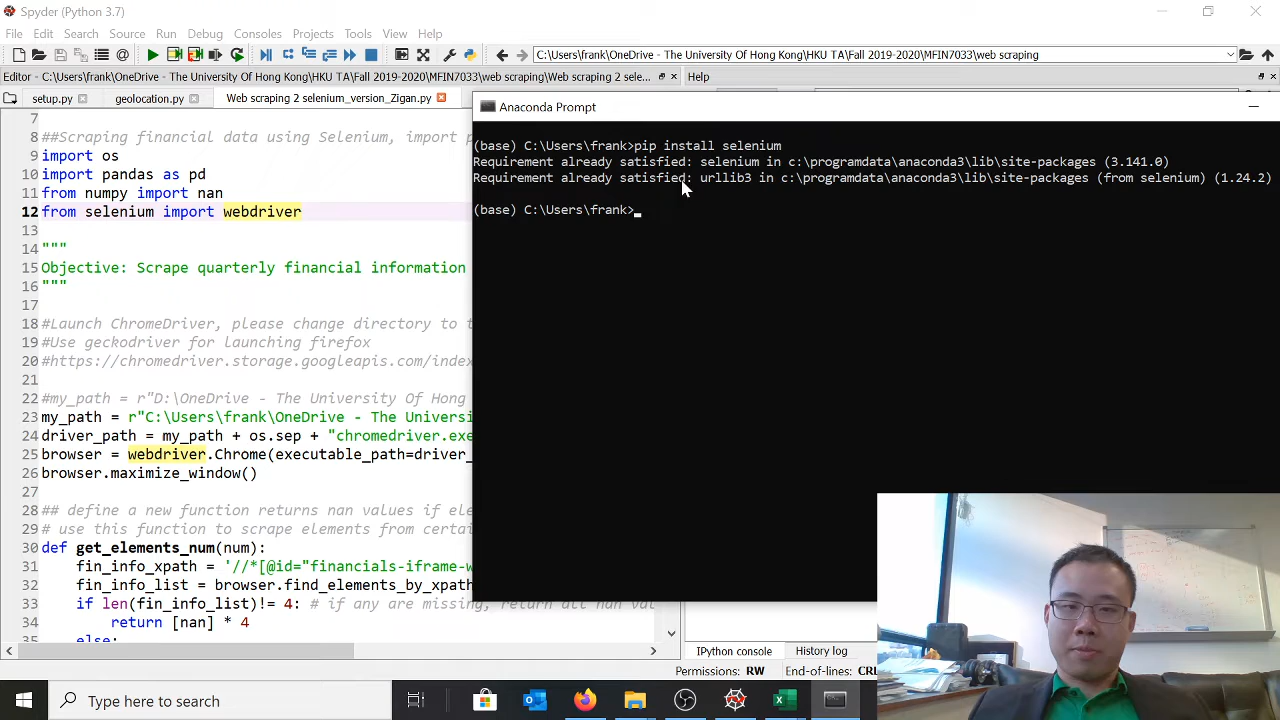 Spyder (Python 3.7)
File Edit Search Source Run Debug Consoles Projects Tools View Help
C:\Users\frank\OneDrive - The University Of Hong Kong\HKU TA\Fall 2019-2020\MFIN7033\web scraping
Editor - C:\Users\frank\OneDrive - The University Of Hong Kong\HKU TA\Fall 2019-2020\MFIN7033\web scraping\Web scraping 2 sele... Help
setup.py geolocation.py Web scraping 2 selenium_version_Zigan.py
7
8 ##Scraping financial data using Selenium, import
9 import os
10 import pandas as pd
11 from numpy import nan
12 from selenium import webdriver
13
14 """
15 Objective: Scrape quarterly financial information
16 """
17
18 #Launch ChromeDriver, please change directory to
19 #Use geckodriver for launching firefox
20 #https://chromedriver.storage.googleapis.com/index
21
22 #my_path = r"D:\OneDrive - The University Of Hong
23 my_path = r"C:\Users\frank\OneDrive - The Universi
24 driver_path = my_path + os.sep + "chromedriver.exe
25 browser = webdriver.Chrome(executable_path=driver_
26 browser.maximize_window()
27
28 ## define a new function returns nan values if ele
29 # use this function to scrape elements from certai
30 def get_elements_num(num):
31 fin_info_xpath = '//*[@id="financials-iframe-w
32 fin_info_list = browser.find_elements_by_xpath
33 if len(fin_info_list)!= 4: # if any are missing, return all nan va
34 return [nan] * 4
35 else:
Anaconda Prompt
(base) C:\Users\frank>pip install selenium
Requirement already satisfied: selenium in c:\programdata\anaconda3\lib\site-packages (3.141.0)
Requirement already satisfied: urllib3 in c:\programdata\anaconda3\lib\site-packages (from selenium) (1.24.2)
(base) C:\Users\frank>
IPython console History log
Permissions: RW End-of-lines: CRL
Type here to search